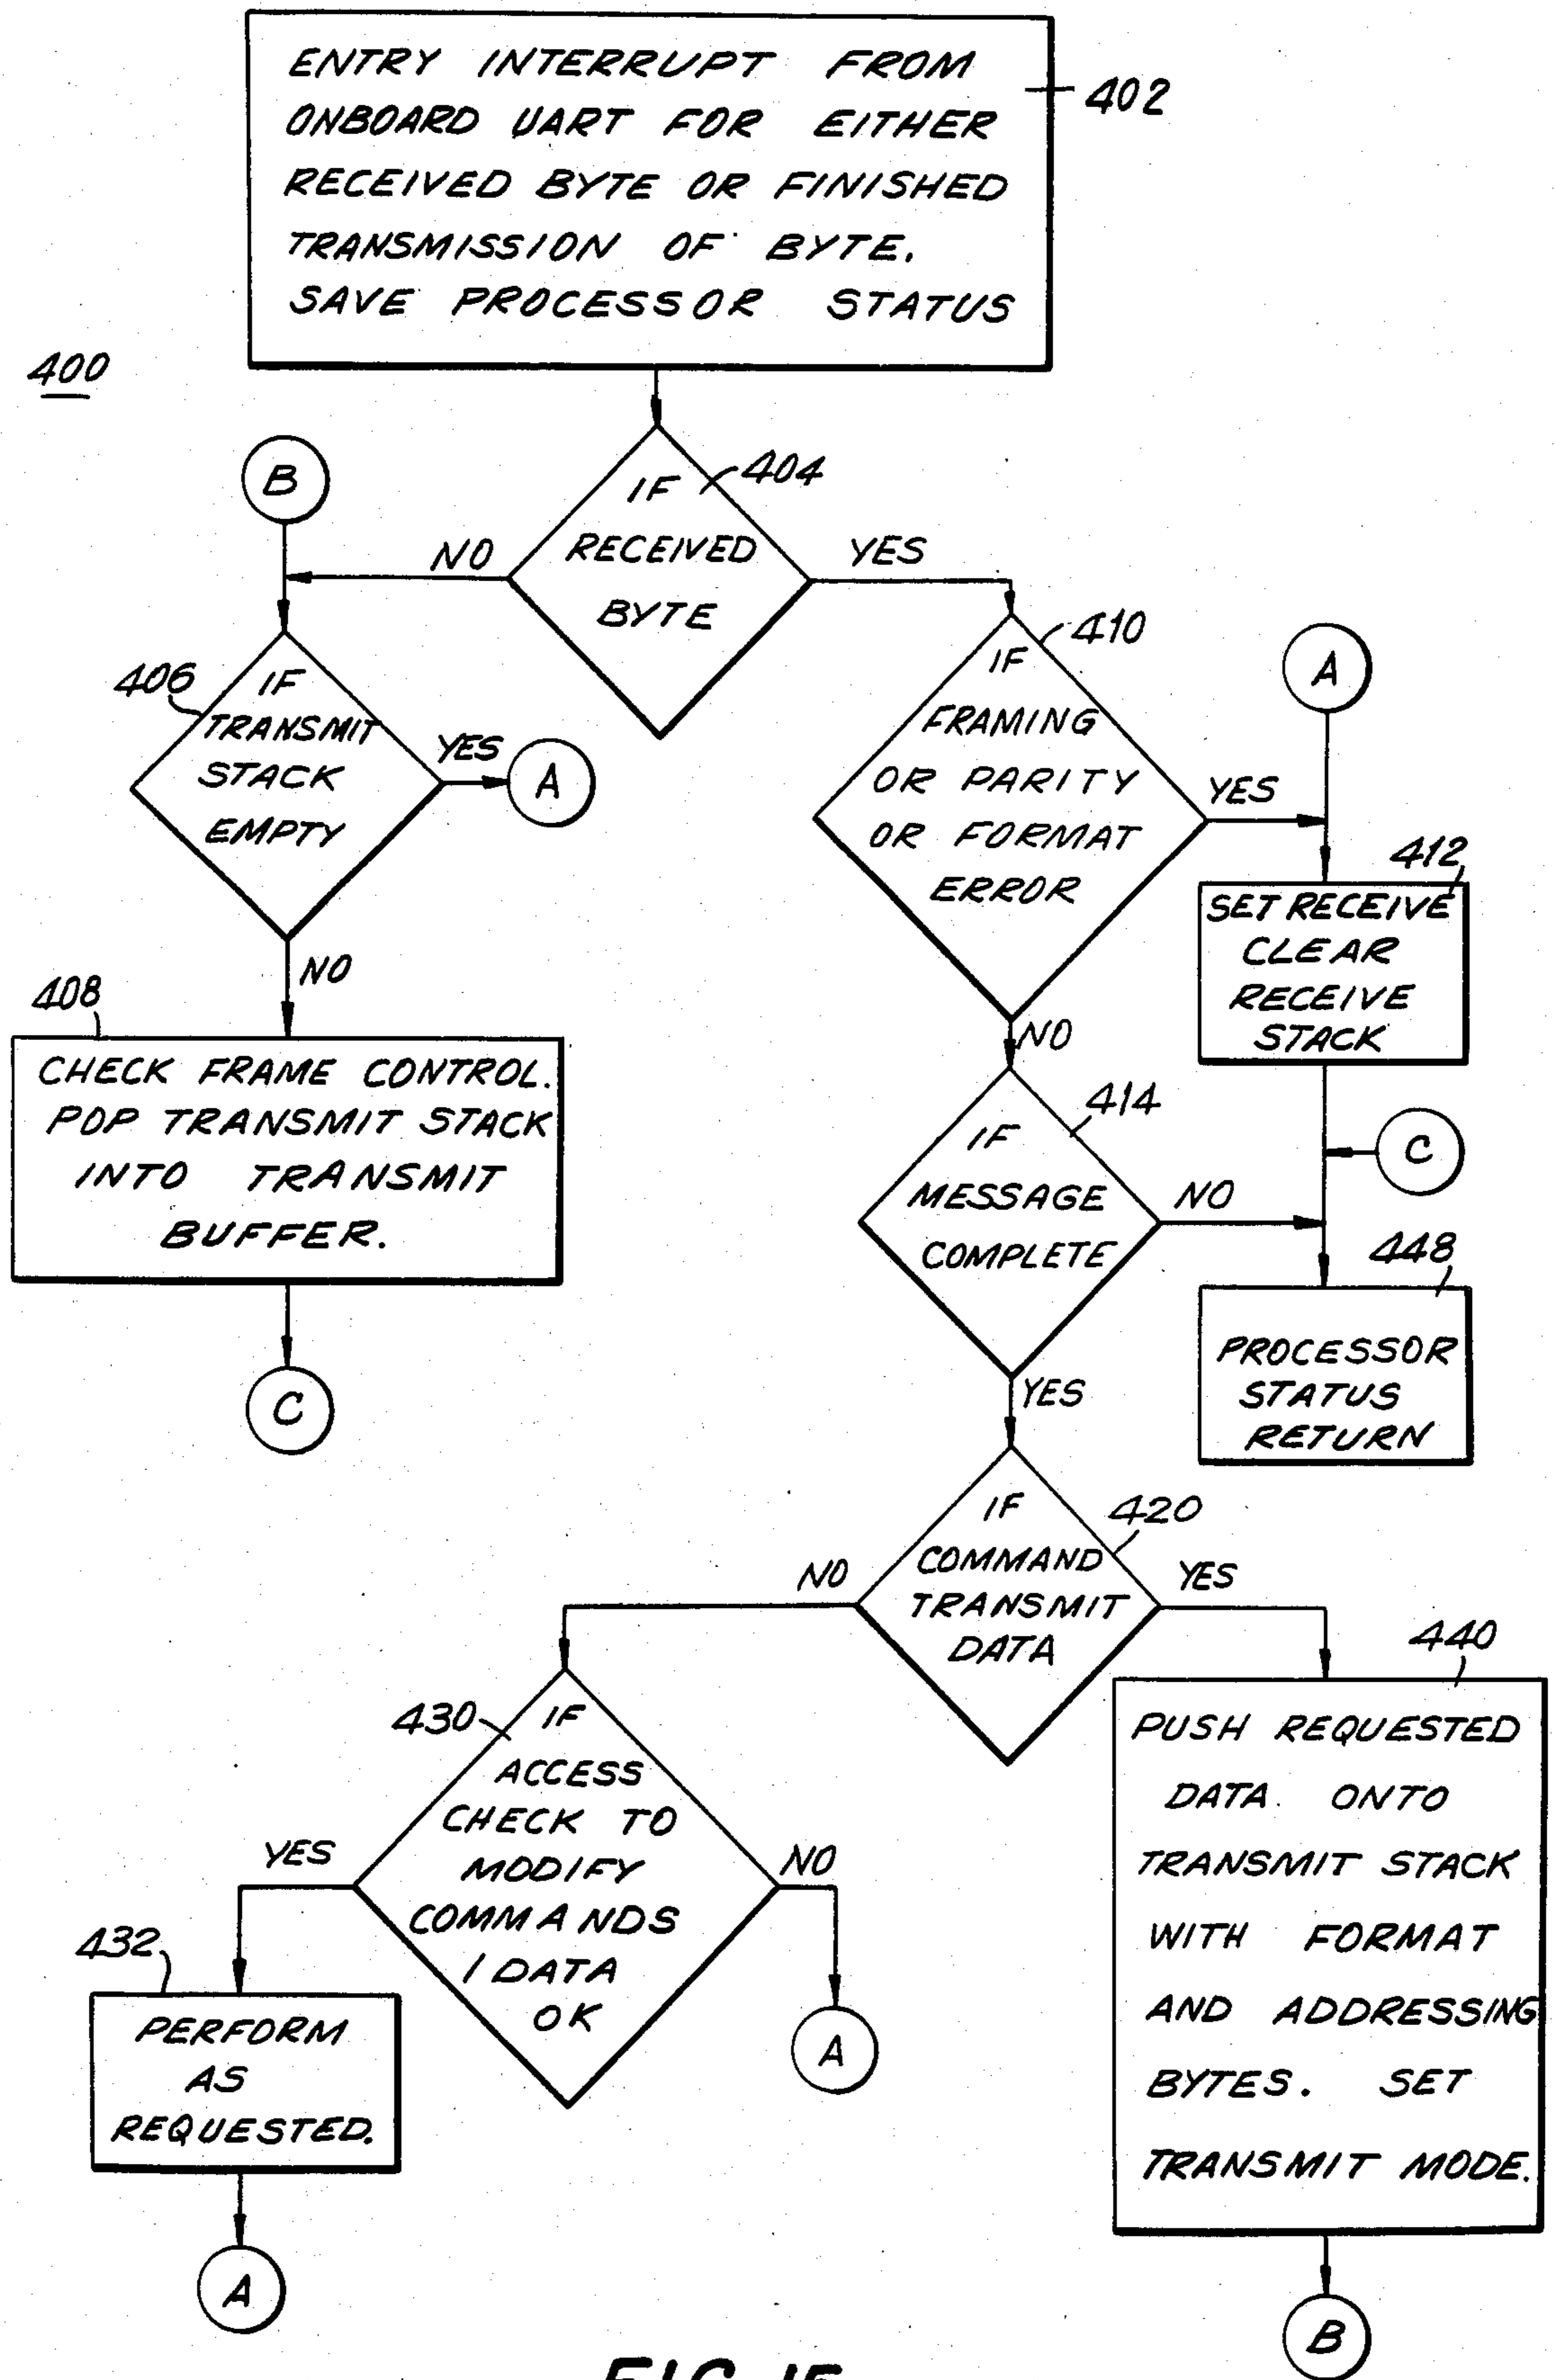 ENTRY INTERRUPT FROM
ONBOARD UART FOR EITHER
RECEIVED BYTE OR FINISHED
TRANSMISSION OF BYTE.
SAVE PROCESSOR STATUS
402
400
B
IF
RECEIVED
BYTE
404
NO
YES
406
IF
TRANSMIT
STACK
EMPTY
YES
A
NO
410
IF
FRAMING
OR PARITY
OR FORMAT
ERROR
YES
A
412
SET RECEIVE
CLEAR
RECEIVE
STACK
408
CHECK FRAME CONTROL.
POP TRANSMIT STACK
INTO TRANSMIT
BUFFER.
C
NO
414
IF
MESSAGE
COMPLETE
NO
C
448
PROCESSOR
STATUS
RETURN
YES
420
IF
COMMAND
TRANSMIT
DATA
NO
YES
430
IF
ACCESS
CHECK TO
MODIFY
COMMANDS
/DATA
OK
YES
NO
A
432
PERFORM
AS
REQUESTED.
A
440
PUSH REQUESTED
DATA ONTO
TRANSMIT STACK
WITH FORMAT
AND ADDRESSING
BYTES. SET
TRANSMIT MODE.
B